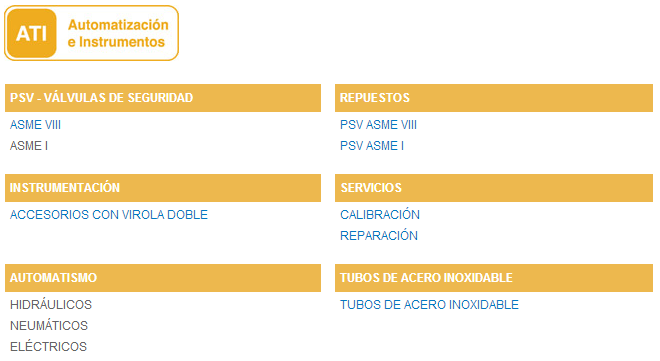 ATI
Automatización
e Instrumentos
PSV - VÁLVULAS DE SEGURIDAD
ASME VIII
ASME I
REPUESTOS
PSV ASME VIII
PSV ASME I
INSTRUMENTACIÓN
ACCESORIOS CON VIROLA DOBLE
SERVICIOS
CALIBRACIÓN
REPARACIÓN
AUTOMATISMO
HIDRÁULICOS
NEUMÁTICOS
ELÉCTRICOS
TUBOS DE ACERO INOXIDABLE
TUBOS DE ACERO INOXIDABLE